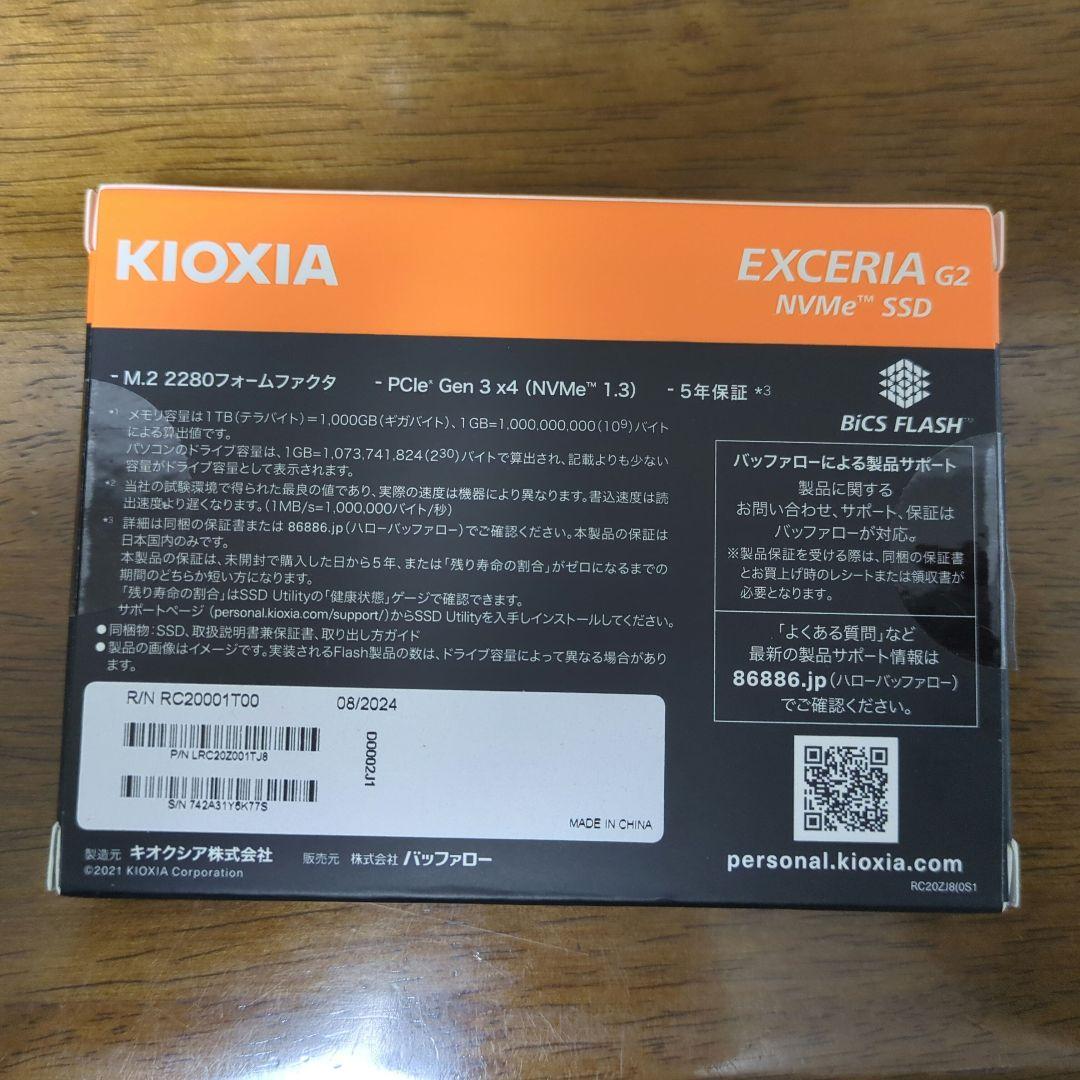 KIOXIA
EXCERIA G2
NVMe™ SSD
- M.2 2280フォームファクタ - PCIe® Gen 3 x4 (NVMe™ 1.3) - 5年保証 *3
BiCS FLASH™
*1 メモリ容量は1TB(テラバイト)=1,000GB(ギガバイト)、1GB=1,000,000,000(10⁹)バイト
による算出値です。
パソコンのドライブ容量は、1GB=1,073,741,824(2³⁰)バイトで算出され、記載よりも少ない
容量がドライブ容量として表示されます。
*2 当社の試験環境で得られた最良の値であり、実際の速度は機器により異なります。書込速度は読
出速度より遅くなります。(1MB/s=1,000,000バイト/秒)
*3 詳細は同梱の保証書または 86886.jp(ハローバッファロー)でご確認ください。本製品の保証は
日本国内のみです。
本製品の保証は、未開封で購入した日から5年、または「残り寿命の割合」がゼロになるまでの
期間のどちらか短い方になります。
「残り寿命の割合」はSSD Utilityの「健康状態」ゲージで確認できます。
サポートページ (personal.kioxia.com/support/)からSSD Utilityを入手しインストールしてください。
●同梱物:SSD、取扱説明書兼保証書、取り出し方ガイド
●製品の画像はイメージです。実装されるFlash製品の数は、ドライブ容量によって異なる場合があり
ます。
バッファローによる製品サポート
製品に関する
お問い合わせ、サポート、保証は
バッファローが対応。
※製品保証を受ける際は、同梱の保証書
とお買上げ時のレシートまたは領収書が
必要となります。
「よくある質問」など
最新の製品サポート情報は
86886.jp(ハローバッファロー)
でご確認ください。
R/N RC20001T00 08/2024
P/N LRC20Z001TJ8
D0002J1
S/N 742A31Y6K77S
MADE IN CHINA
製造元 キオクシア株式会社 販売元 株式会社 バッファロー
©2021 KIOXIA Corporation
personal.kioxia.com
RC20ZJ8(0S1